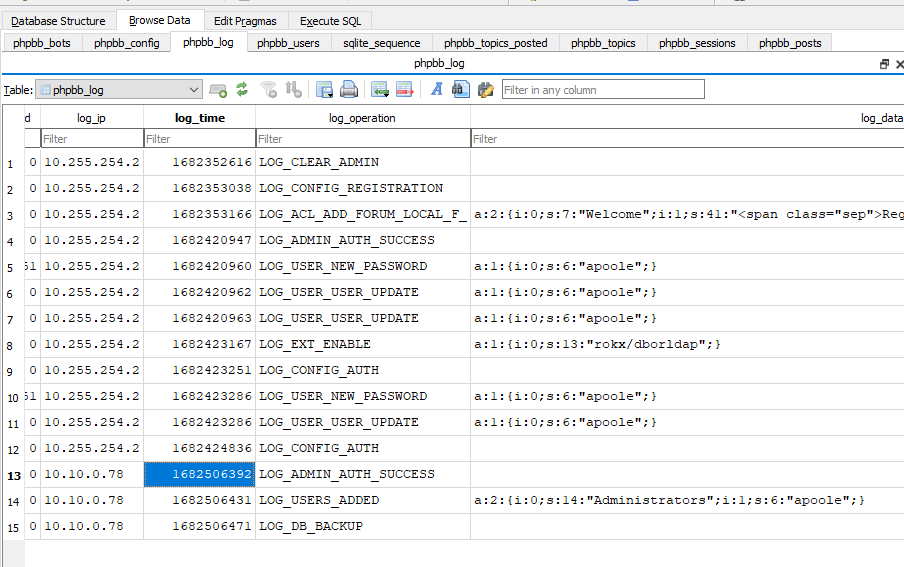 Database Structure Browse Data Edit Pragmas Execute SQL
phpbb_bots phpbb_config phpbb_log phpbb_users sqlite_sequence phpbb_topics_posted phpbb_topics phpbb_sessions phpbb_posts
phpbb_log
Table: phpbb_log Filter in any column
d log_ip log_time log_operation log_data
Filter Filter Filter Filter
1 0 10.255.254.2 1682352616 LOG_CLEAR_ADMIN
2 0 10.255.254.2 1682353038 LOG_CONFIG_REGISTRATION
3 0 10.255.254.2 1682353166 LOG_ACL_ADD_FORUM_LOCAL_F_ a:2:{i:0;s:7:"Welcome";i:1;s:41:"<span class="sep">Reg
4 0 10.255.254.2 1682420947 LOG_ADMIN_AUTH_SUCCESS
5 51 10.255.254.2 1682420960 LOG_USER_NEW_PASSWORD a:1:{i:0;s:6:"apoole";}
6 0 10.255.254.2 1682420962 LOG_USER_USER_UPDATE a:1:{i:0;s:6:"apoole";}
7 0 10.255.254.2 1682420963 LOG_USER_USER_UPDATE a:1:{i:0;s:6:"apoole";}
8 0 10.255.254.2 1682423167 LOG_EXT_ENABLE a:1:{i:0;s:13:"rokx/dborldap";}
9 0 10.255.254.2 1682423251 LOG_CONFIG_AUTH
10 51 10.255.254.2 1682423286 LOG_USER_NEW_PASSWORD a:1:{i:0;s:6:"apoole";}
11 0 10.255.254.2 1682423286 LOG_USER_USER_UPDATE a:1:{i:0;s:6:"apoole";}
12 0 10.255.254.2 1682424836 LOG_CONFIG_AUTH
13 0 10.10.0.78 1682506392 LOG_ADMIN_AUTH_SUCCESS
14 0 10.10.0.78 1682506431 LOG_USERS_ADDED a:2:{i:0;s:14:"Administrators";i:1;s:6:"apoole";}
15 0 10.10.0.78 1682506471 LOG_DB_BACKUP